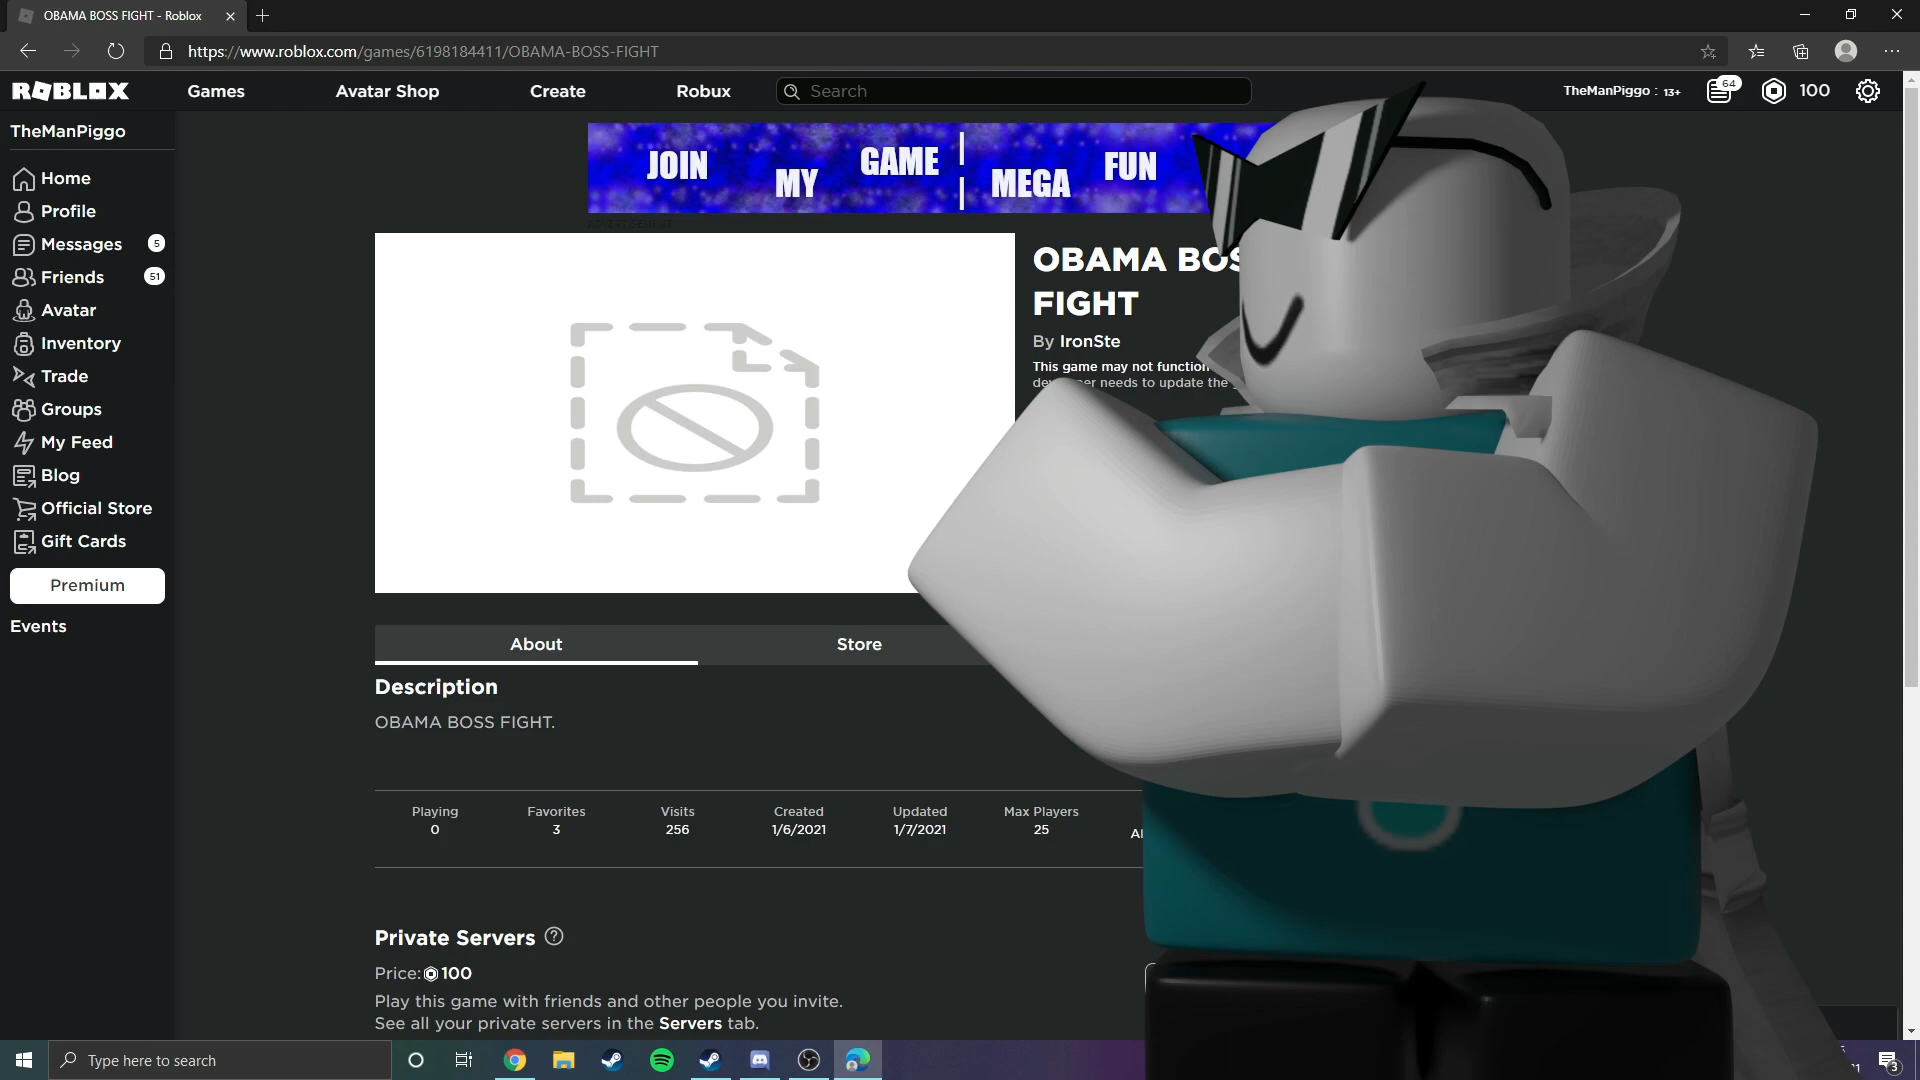 OBAMA BOSS FIGHT - Roblox
https://www.roblox.com/games/6198184411/OBAMA-BOSS-FIGHT
ROBLOX
Games
Avatar Shop
Create
Robux
Search
TheManPiggo : 13+
64
100
TheManPiggo
Home
Profile
Messages 5
Friends 51
Avatar
Inventory
Trade
Groups
My Feed
Blog
Official Store
Gift Cards
Premium
Events
JOIN MY GAME MEGA FUN
OBAMA BOS
FIGHT
By IronSte
This game may not function
needs to update the
About
Store
Description
OBAMA BOSS FIGHT.
Playing
0
Favorites
3
Visits
256
Created
1/6/2021
Updated
1/7/2021
Max Players
25
Private Servers
Price: 100
Play this game with friends and other people you invite.
See all your private servers in the Servers tab.
Type here to search
3